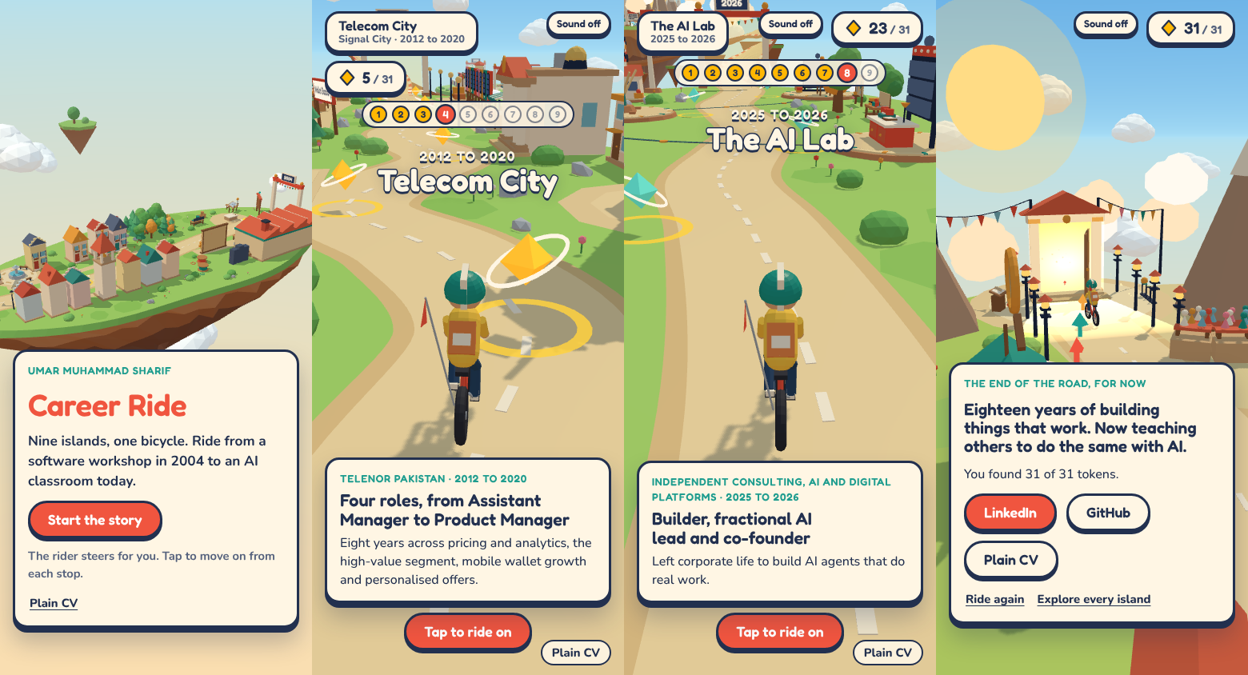 UMAR MUHAMMAD SHARIF
Career Ride
Nine islands, one bicycle. Ride from a
software workshop in 2004 to an AI
classroom today.
Start the story
The rider steers for you. Tap to move on from
each stop.
Plain CV
Telecom City
Signal City · 2012 to 2020
Sound off
5 / 31
1 2 3 4 5 6 7 8 9
2012 TO 2020
Telecom City
TELENOR PAKISTAN · 2012 TO 2020
Four roles, from Assistant
Manager to Product Manager
Eight years across pricing and analytics, the
high-value segment, mobile wallet growth
and personalised offers.
Tap to ride on
Plain CV
2026
The AI Lab
2025 to 2026
Sound off
23 / 31
1 2 3 4 5 6 7 8 9
2025 TO 2026
The AI Lab
INDEPENDENT CONSULTING, AI AND DIGITAL
PLATFORMS · 2025 TO 2026
Builder, fractional AI
lead and co-founder
Left corporate life to build AI agents that do
real work.
Tap to ride on
Plain CV
Sound off
31 / 31
THE END OF THE ROAD, FOR NOW
Eighteen years of building
things that work. Now teaching
others to do the same with AI.
You found 31 of 31 tokens.
LinkedIn
GitHub
Plain CV
Ride again
Explore every island